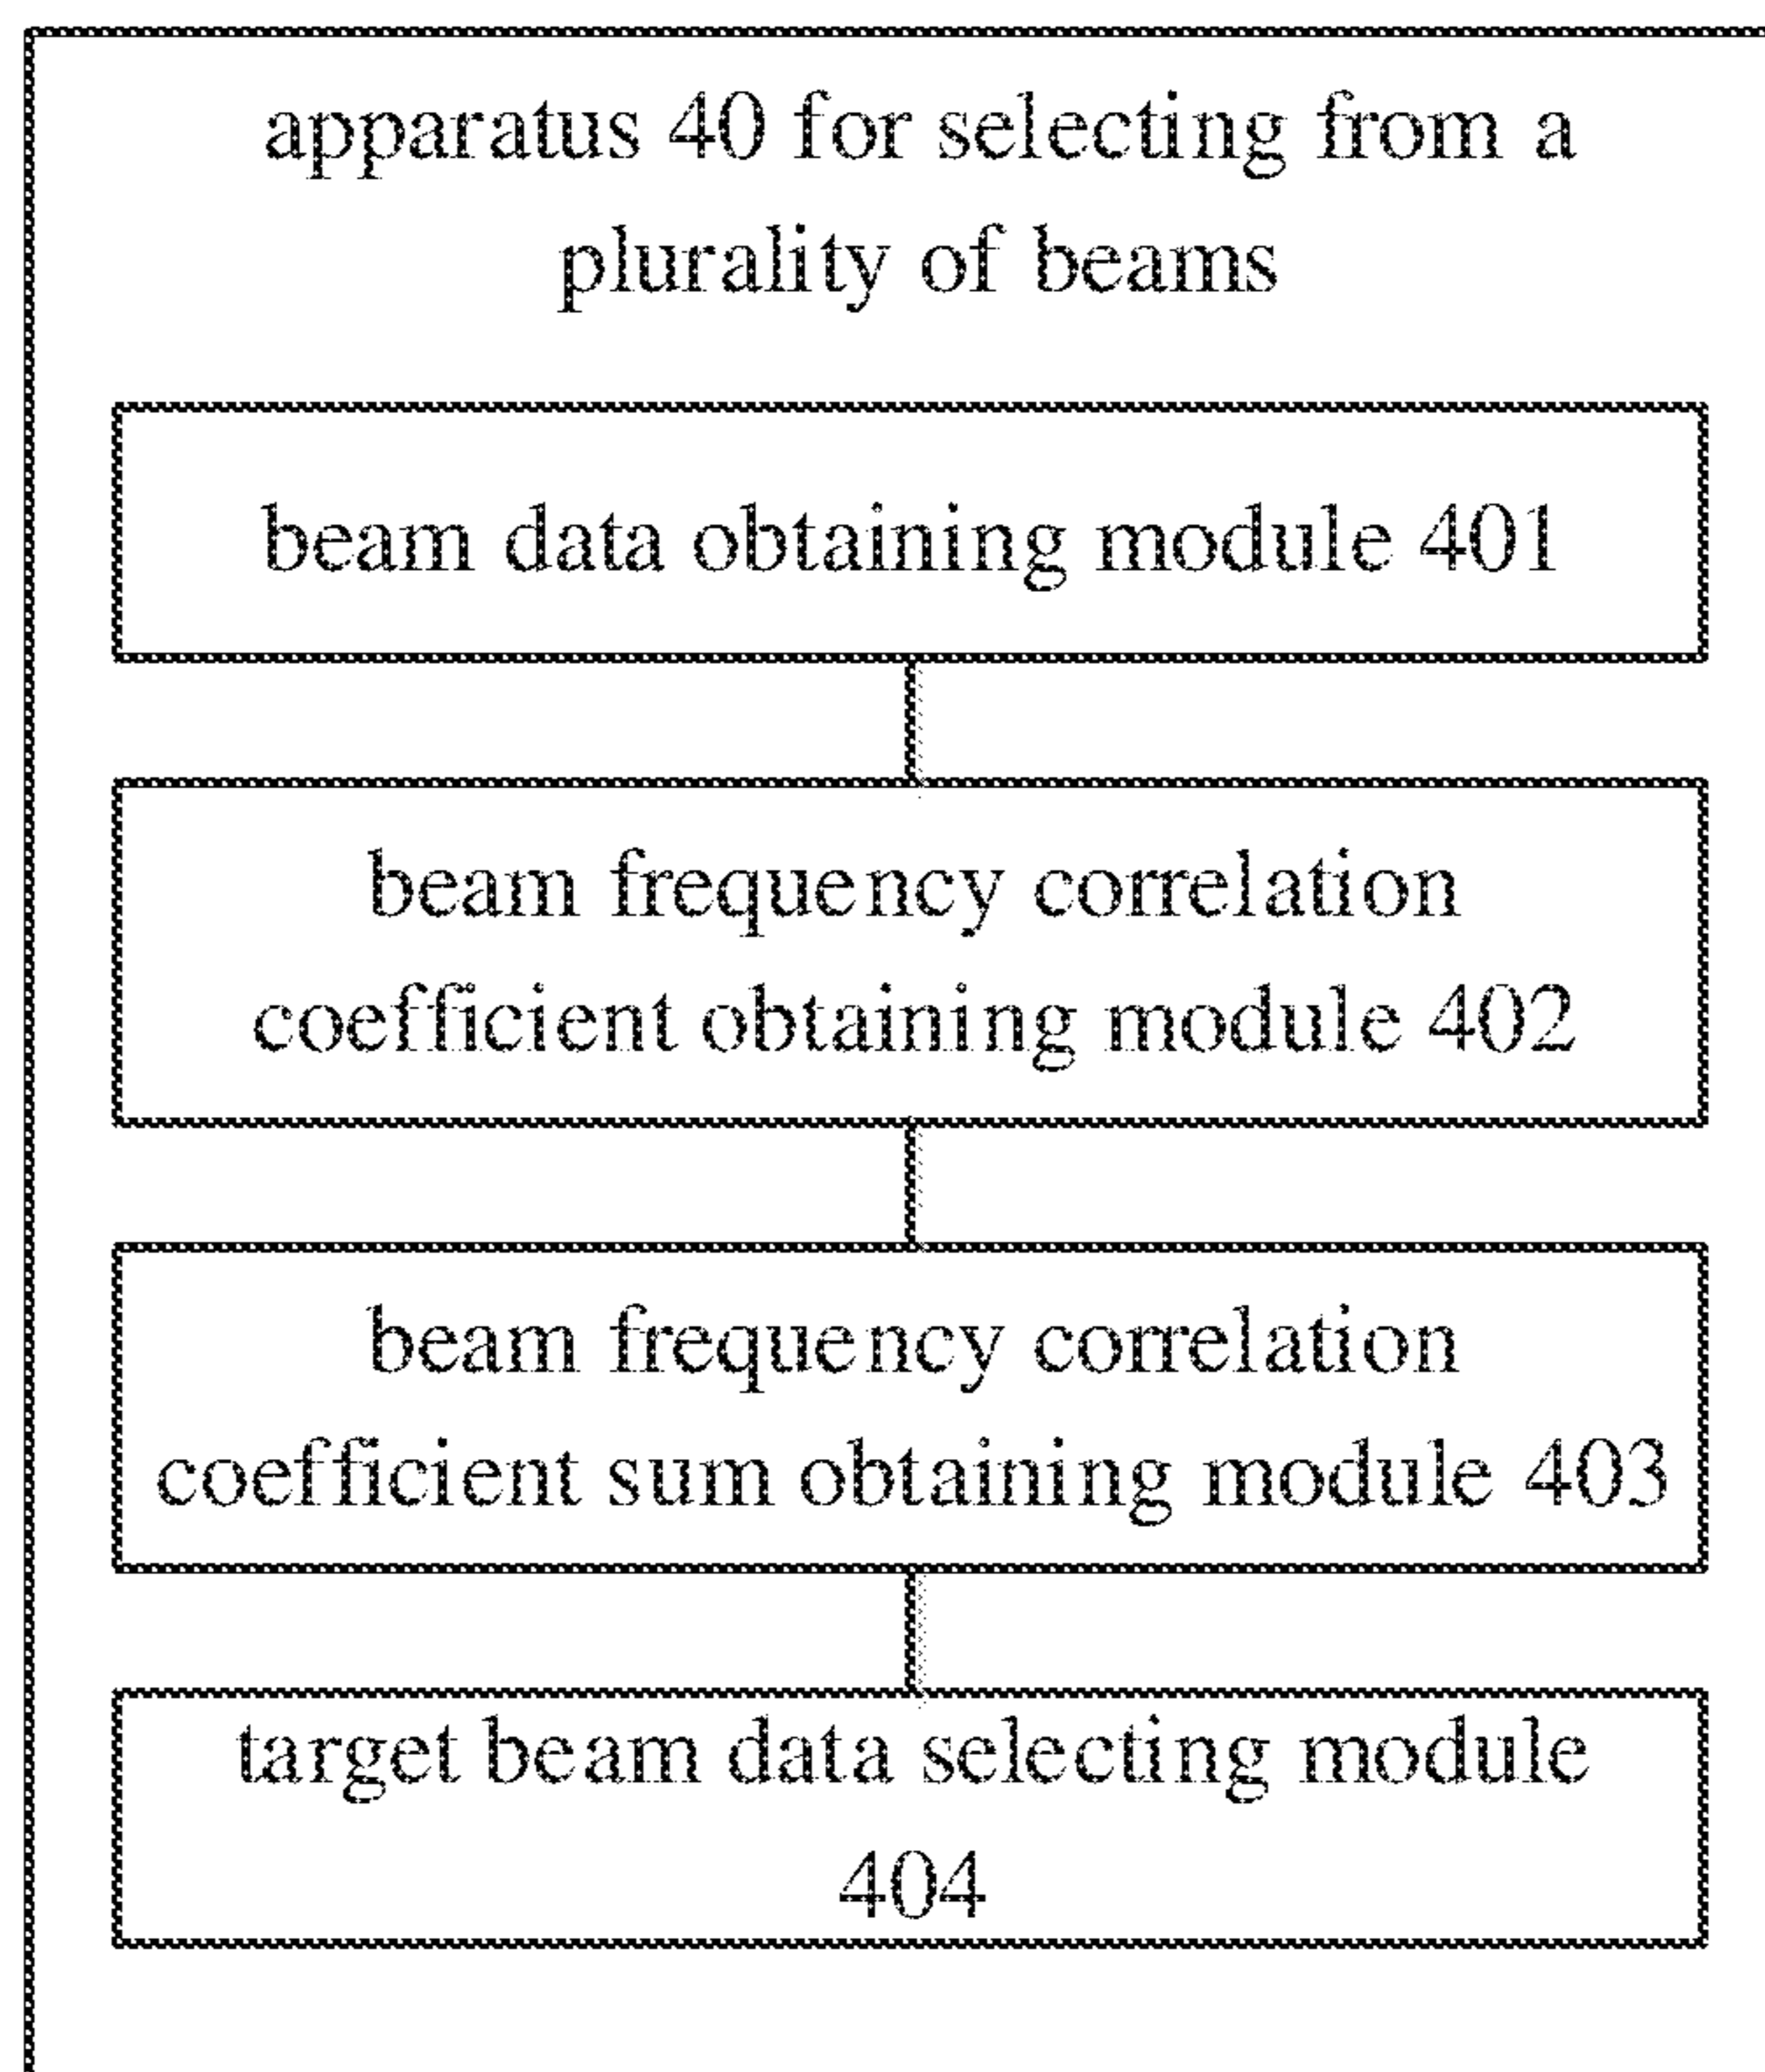 apparatus 40 for selecting from a
plurality of beams
beam data obtaining module 401
beam frequency correlation
coefficient obtaining module 402
beam frequency correlation
coefficient sum obtaining module 403
target beam data selecting module
404